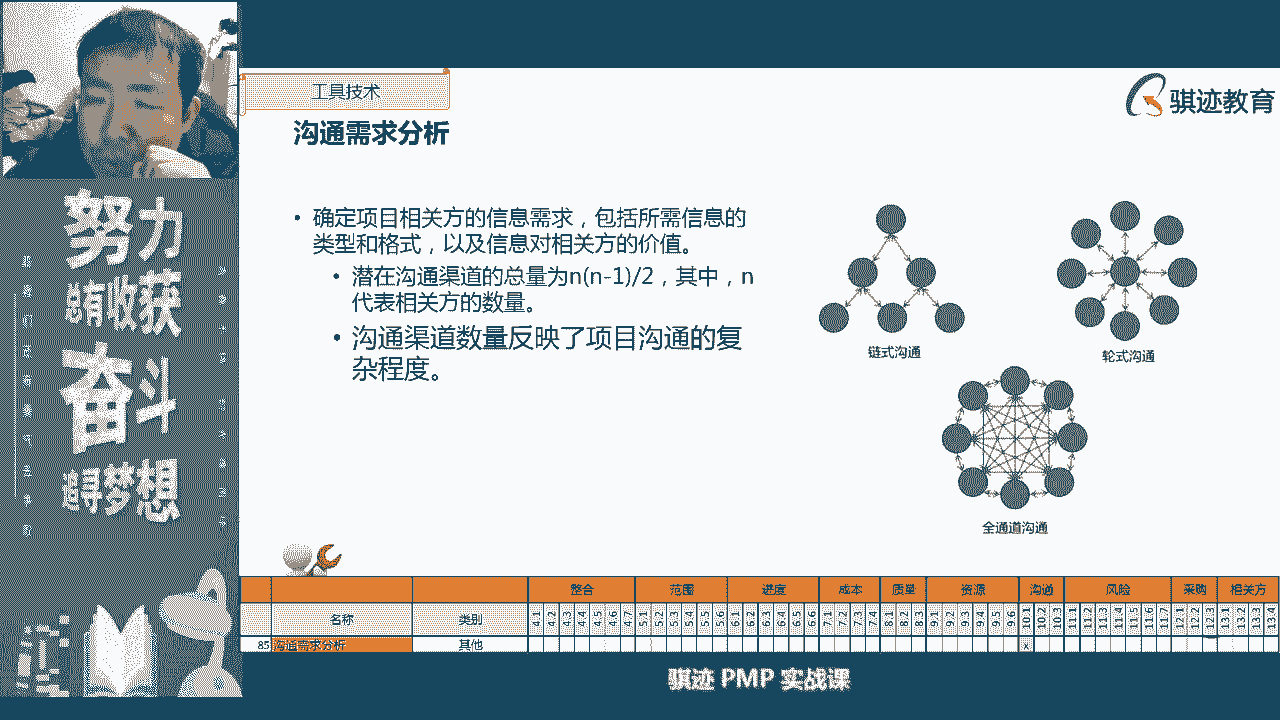 工具技术
骐迹教育
沟通需求分析
• 确定项目相关方的信息需求，包括所需信息的
类型和格式，以及信息对相关方的价值。
• 潜在沟通渠道的总量为n(n-1)/2，其中，n
代表相关方的数量。
• 沟通渠道数量反映了项目沟通的复
杂程度。
链式沟通
轮式沟通
全通道沟通
努力
总有收获
奋斗
追寻梦想
整合 范围 进度 成本 质量 资源 沟通 风险 采购 相关方
名称 类别 4.1 4.2 4.3 4.4 4.5 4.6 4.7 5.1 5.2 5.3 5.4 5.5 5.6 6.1 6.2 6.3 6.4 6.5 6.6 7.1 7.2 7.3 7.4 8.1 8.2 8.3 9.1 9.2 9.3 9.4 9.5 9.6 10.1 10.2 10.3 11.1 11.2 11.3 11.4 11.5 11.6 11.7 12.1 12.2 12.3 13.1 13.2 13.3 13.4
85 沟通需求分析 其他 x
骐迹 PMP 实战课